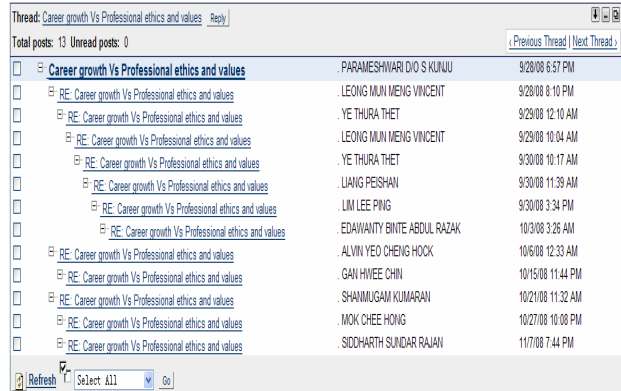 Thread: Career growth Vs Professional ethics and values Reply
Total posts: 13 Unread posts: 0 ‹ Previous Thread | Next Thread ›
Career growth Vs Professional ethics and values . PARAMESHWARI D/O S KUNJU 9/28/08 6:57 PM
RE: Career growth Vs Professional ethics and values . LEONG MUN MENG VINCENT 9/28/08 8:10 PM
RE: Career growth Vs Professional ethics and values . YE THURA THET 9/29/08 12:10 AM
RE: Career growth Vs Professional ethics and values . LEONG MUN MENG VINCENT 9/29/08 10:04 AM
RE: Career growth Vs Professional ethics and values . YE THURA THET 9/30/08 10:17 AM
RE: Career growth Vs Professional ethics and values . LIANG PEISHAN 9/30/08 11:39 AM
RE: Career growth Vs Professional ethics and values . LIM LEE PING 9/30/08 3:34 PM
RE: Career growth Vs Professional ethics and values . EDAWANTY BINTE ABDUL RAZAK 10/3/08 3:26 AM
RE: Career growth Vs Professional ethics and values . ALVIN YEO CHENG HOCK 10/6/08 12:33 AM
RE: Career growth Vs Professional ethics and values . GAN HWEE CHIN 10/15/08 11:44 PM
RE: Career growth Vs Professional ethics and values . SHANMUGAM KUMARAN 10/21/08 11:32 AM
RE: Career growth Vs Professional ethics and values . MOK CHEE HONG 10/27/08 10:08 PM
RE: Career growth Vs Professional ethics and values . SIDDHARTH SUNDAR RAJAN 11/7/08 7:44 PM
Refresh Select All Go